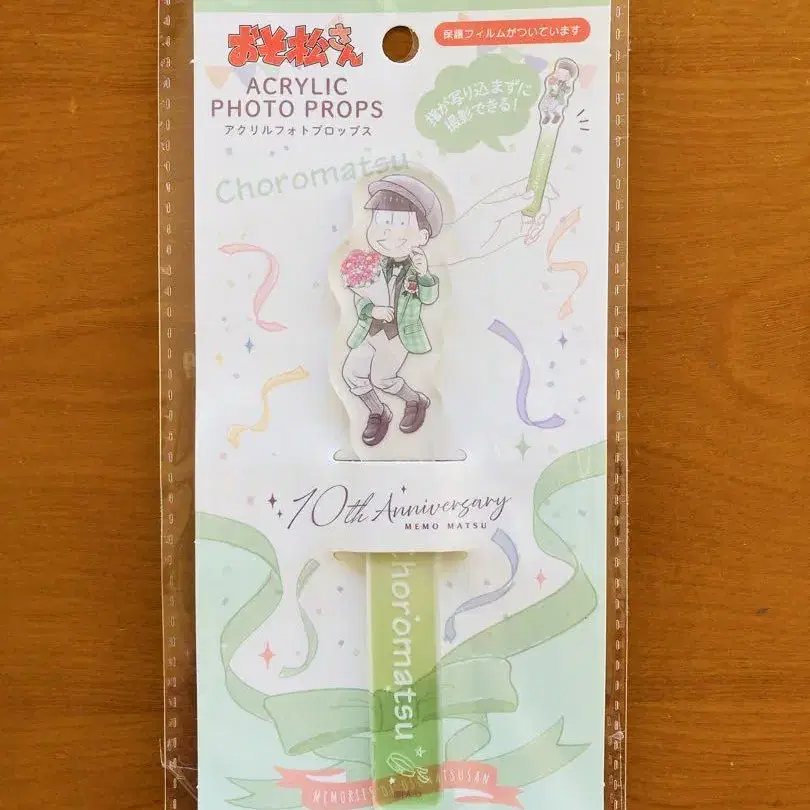 おそ松さん
ACRYLIC
PHOTO PROPS
アクリルフォトプロップス
保護フィルムがついています
指が写り込まずに
撮影できる！
Choromatsu
10th Anniversary
MEMO MATSU
Choromatsu
MEMORIES OF